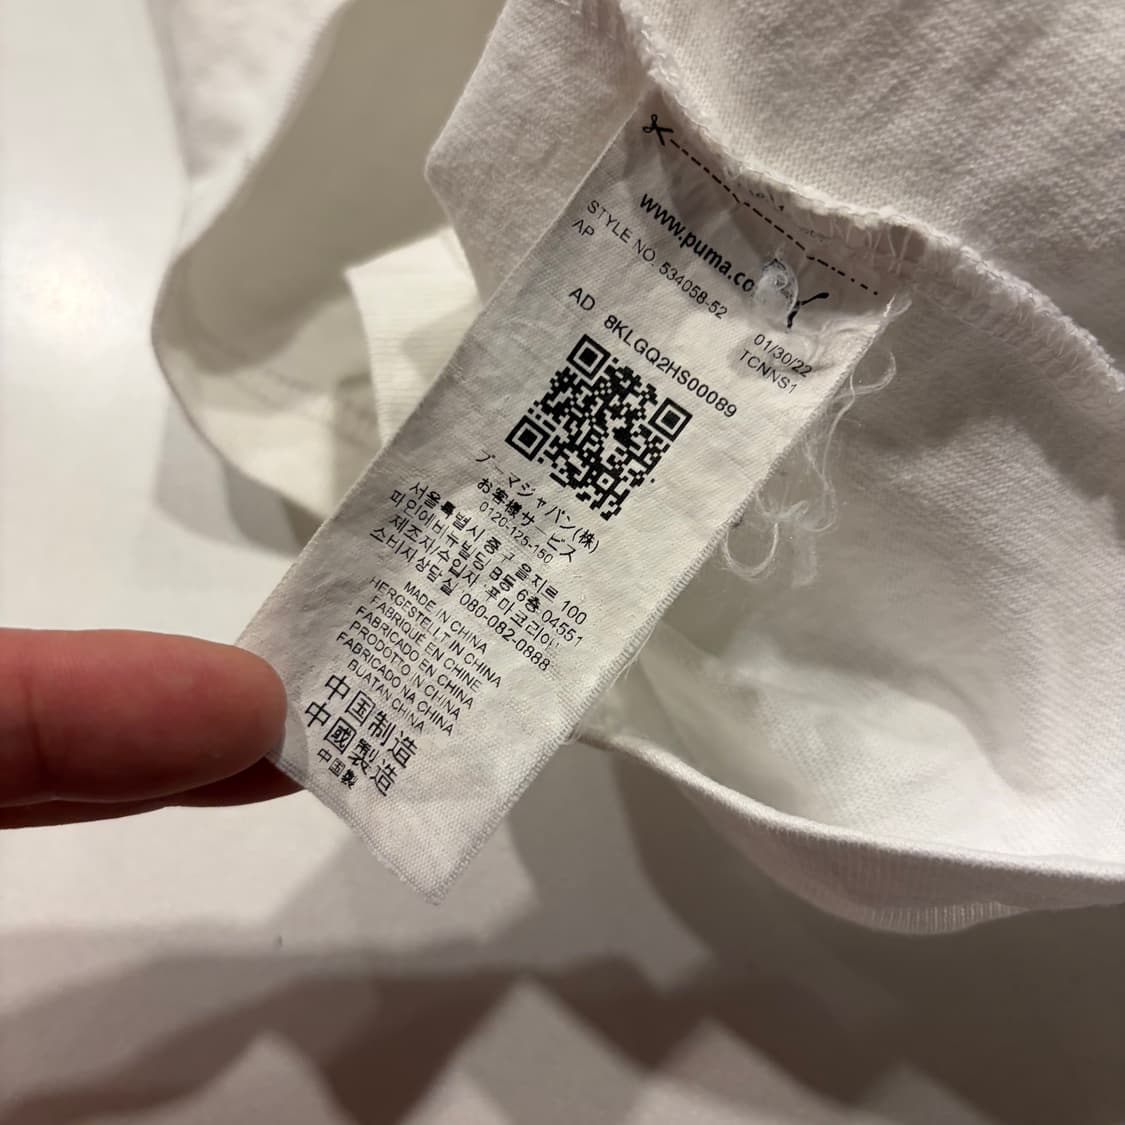 www.puma.co
STYLE NO. 534058-52
AP
01/30/22
TCNNS1
AD 8KLGQ2HS00089
プーマジャパン(株)
お客様サービス
0120-125-150
서울특별시 중구 을지로 100
파인에비뉴빌딩 B동 6층 04551
제조자/수입자 :푸마코리아
소비자상담실 080-082-0888
MADE IN CHINA
HERGESTELLT IN CHINA
FABRIQUÉ EN CHINE
FABRICADO EN CHINA
PRODOTTO IN CHINA
FABRICADO NA CHINA
BUATAN CHINA
中国制造
中國製造
中国製